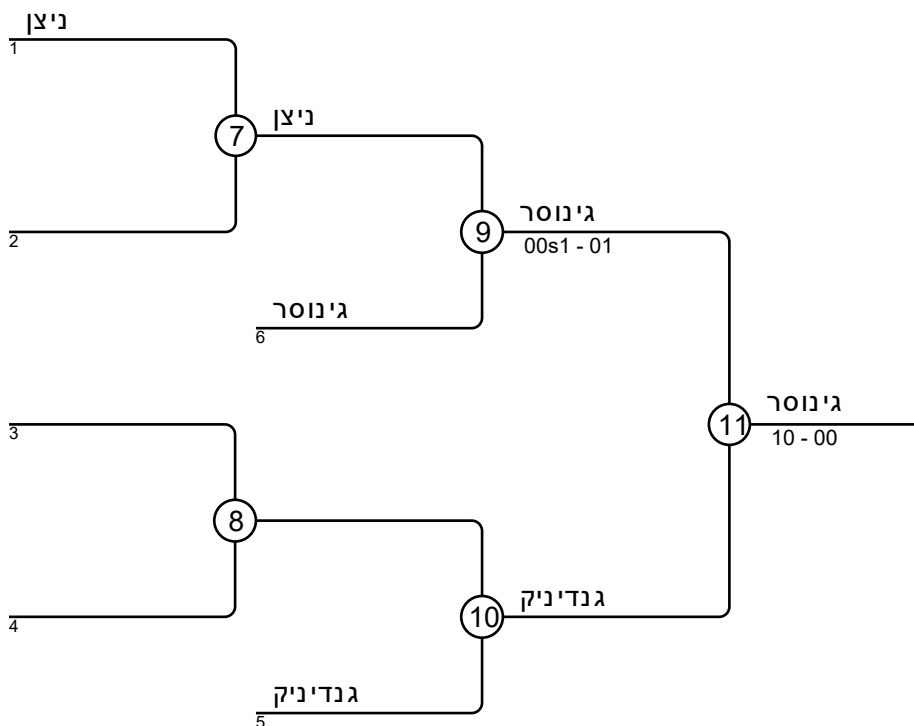 ניצן
1
7
ניצן
2
9
גינוסר
00s1 - 01
גינוסר
6
3
11
גינוסר
10 - 00
8
4
10
גנדיניק
גנדיניק
5